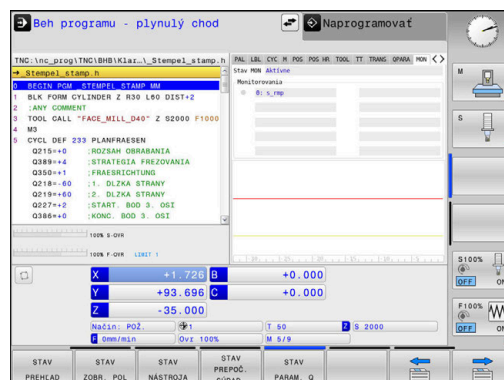 Beh programu - plynulý chod
Naprogramovať
TNC:\nc_prog\BHB\Klar…\_Stempel_stamp.h
→_Stempel_stamp.h
0 BEGIN PGM _STEMPEL_STAMP MM
1 BLK FORM CYLINDER Z R30 L60 DIST+2
2 ;ANY COMMENT
3 TOOL CALL "FACE_MILL_D40" Z S2000 F1000
4 M3
5 CYCL DEF 233 PLANFRAESEN
Q215=+0 ;ROZSAH OBRABANIA
Q389=+4 ;STRATEGIA FREZOVANIA
Q350=+1 ;FRAESRICHTUNG
Q218=-60 ;1. DLZKA STRANY
Q219=+60 ;2. DLZKA STRANY
Q227=+2 ;START. BOD 3. OSI
Q386=+0 ;KONC. BOD 3. OSI
PAL LBL CYC M POS POS HR TOOL TT TRANS QPARA MON
Stav MON Aktívne
Monitorovania
0: s_rmp
100% S-OVR
100% F-OVR LIMIT 1
X +1.726 B +0.000
Y +93.696 C +0.000
Z -35.000
Način: POŽ. 1 T 50 Z S 2000
F 0mm/min Ovr 100% M 5/9
M
S
S100%
OFF ON
F100%
OFF ON
STAV PREHĽAD
STAV ZOBR. POL
STAV NÁSTROJA
STAV PREPOČ. SÚRAD.
STAV PARAM. Q